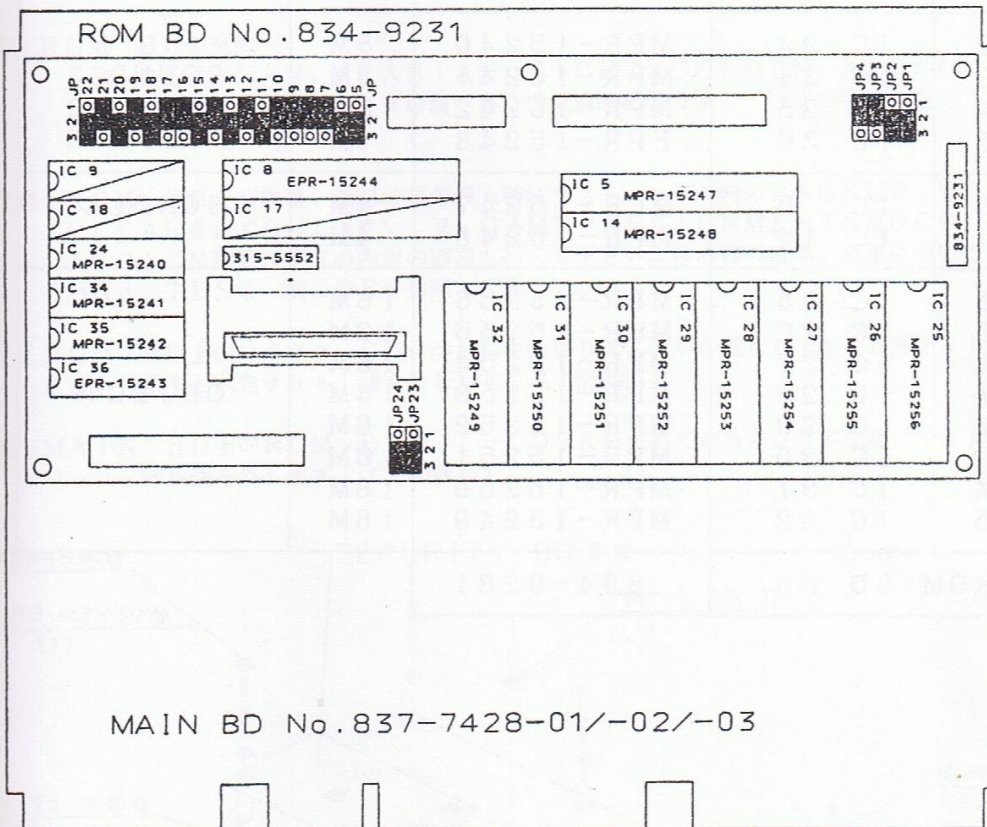 ROM BD No.834-9231
JP 22 21 20 19 18 17 16 15 14 13 12 11 10 9 8 7 6 5 JP
3 2 1
3 2 1
JP4
JP3
JP2
JP1
3 2 1
IC 9
IC 18
IC 24
MPR-15240
IC 34
MPR-15241
IC 35
MPR-15242
IC 36
EPR-15243
IC 8
EPR-15244
IC 17
315-5552
IC 5
MPR-15247
IC 14
MPR-15248
834-9231
IC 32
MPR-15249
IC 31
MPR-15250
IC 30
MPR-15251
IC 29
MPR-15252
IC 28
MPR-15253
IC 27
MPR-15254
IC 26
MPR-15255
IC 25
MPR-15256
JP24
JP23
3 2 1
MAIN BD No.837-7428-01/-02/-03